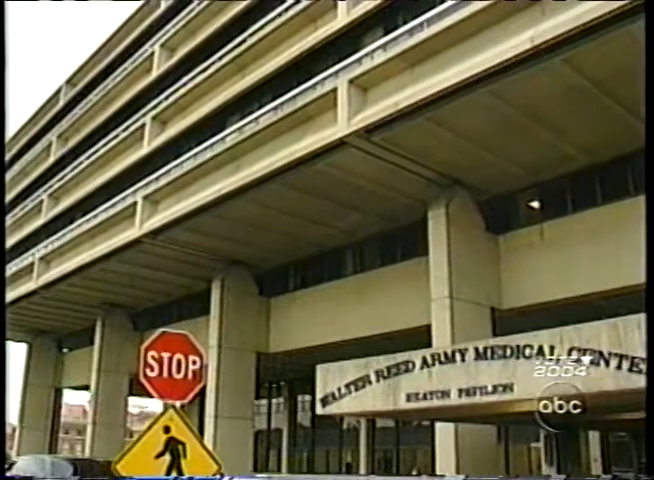 STOP
WALTER REED ARMY MEDICAL CENTER
HEATON PAVILION
2004
abc